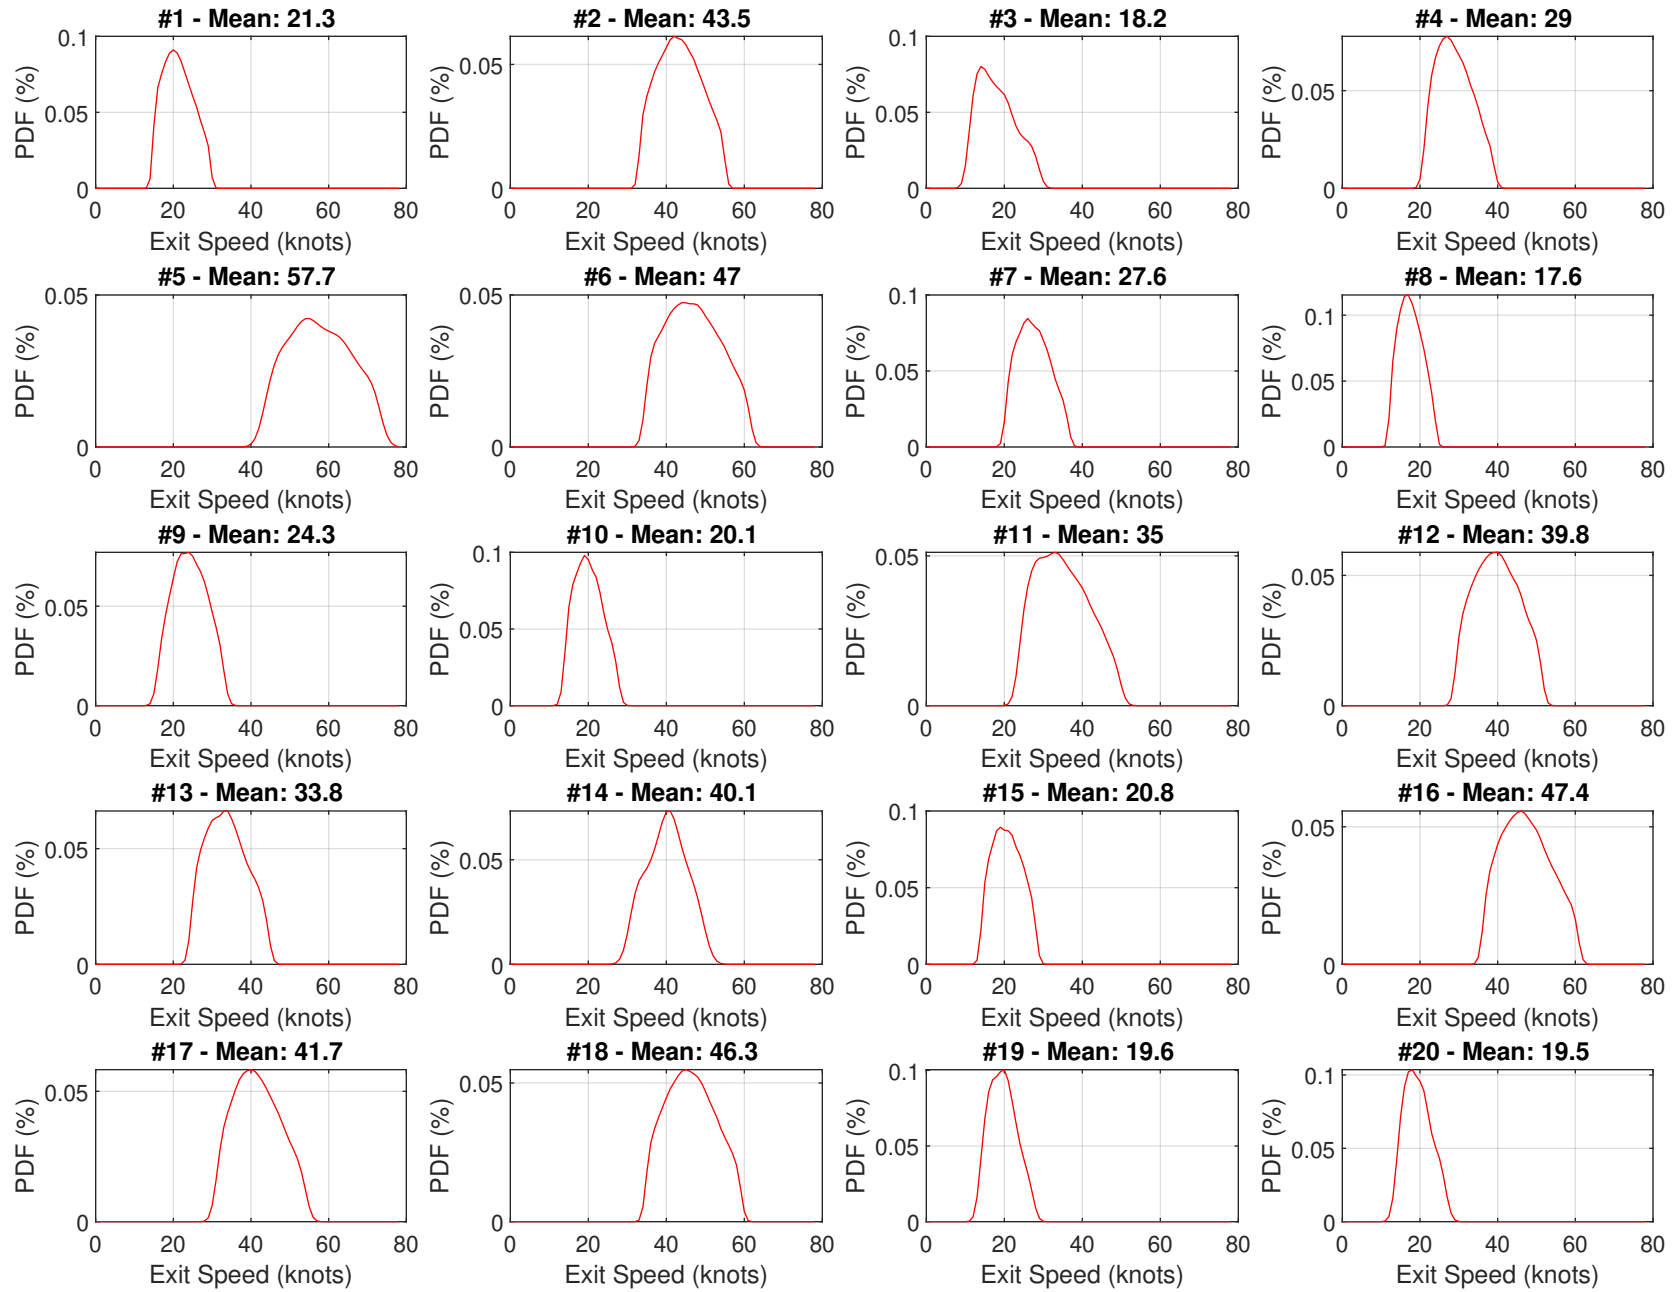 #1 - Mean: 21.3
PDF (%)
0.1
0.05
0
0 20 40 60 80
Exit Speed (knots)
#2 - Mean: 43.5
PDF (%)
0.05
0
0 20 40 60 80
Exit Speed (knots)
#3 - Mean: 18.2
PDF (%)
0.1
0.05
0
0 20 40 60 80
Exit Speed (knots)
#4 - Mean: 29
PDF (%)
0.05
0
0 20 40 60 80
Exit Speed (knots)
#5 - Mean: 57.7
PDF (%)
0.05
0
0 20 40 60 80
Exit Speed (knots)
#6 - Mean: 47
PDF (%)
0.05
0
0 20 40 60 80
Exit Speed (knots)
#7 - Mean: 27.6
PDF (%)
0.1
0.05
0
0 20 40 60 80
Exit Speed (knots)
#8 - Mean: 17.6
PDF (%)
0.1
0.05
0
0 20 40 60 80
Exit Speed (knots)
#9 - Mean: 24.3
PDF (%)
0.05
0
0 20 40 60 80
Exit Speed (knots)
#10 - Mean: 20.1
PDF (%)
0.1
0.05
0
0 20 40 60 80
Exit Speed (knots)
#11 - Mean: 35
PDF (%)
0.05
0
0 20 40 60 80
Exit Speed (knots)
#12 - Mean: 39.8
PDF (%)
0.05
0
0 20 40 60 80
Exit Speed (knots)
#13 - Mean: 33.8
PDF (%)
0.05
0
0 20 40 60 80
Exit Speed (knots)
#14 - Mean: 40.1
PDF (%)
0.05
0
0 20 40 60 80
Exit Speed (knots)
#15 - Mean: 20.8
PDF (%)
0.1
0.05
0
0 20 40 60 80
Exit Speed (knots)
#16 - Mean: 47.4
PDF (%)
0.05
0
0 20 40 60 80
Exit Speed (knots)
#17 - Mean: 41.7
PDF (%)
0.05
0
0 20 40 60 80
Exit Speed (knots)
#18 - Mean: 46.3
PDF (%)
0.05
0
0 20 40 60 80
Exit Speed (knots)
#19 - Mean: 19.6
PDF (%)
0.1
0.05
0
0 20 40 60 80
Exit Speed (knots)
#20 - Mean: 19.5
PDF (%)
0.1
0.05
0
0 20 40 60 80
Exit Speed (knots)